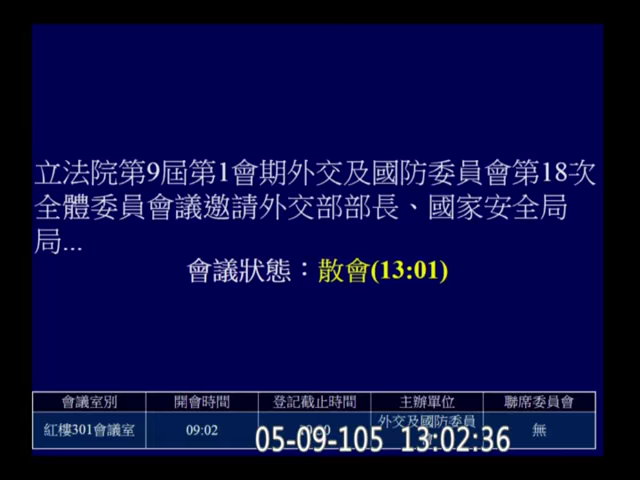 立法院第9屆第1會期外交及國防委員會第18次
全體委員會議邀請外交部部長、國家安全局
局...
會議狀態：散會(13:01)
會議室別 開會時間 登記截止時間 主辦單位 聯席委員會
紅樓301會議室 09:02 外交及國防委員 無
05-09-105 13:02:36